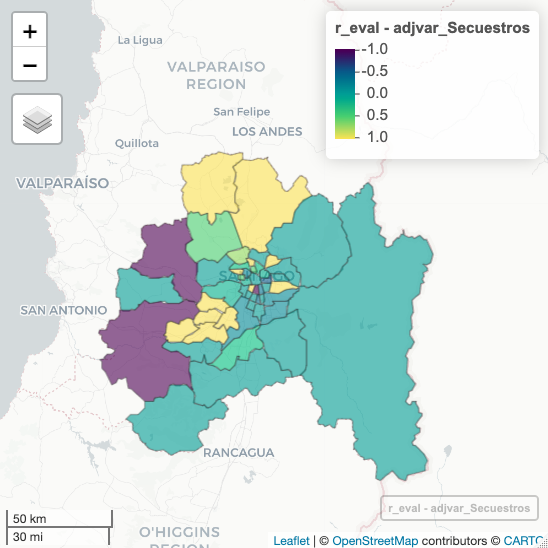 +
−
La Ligua
VALPARAISO
REGION
San Felipe
LOS ANDES
Quillota
VALPARAÍSO
SAN ANTONIO
SANTIAGO
RANCAGUA
O'HIGGINS
REGION
r_eval - adjvar_Secuestros
-1.0
-0.5
0.0
0.5
1.0
r_eval - adjvar_Secuestros
50 km
30 mi
Leaflet | © OpenStreetMap contributors © CARTO